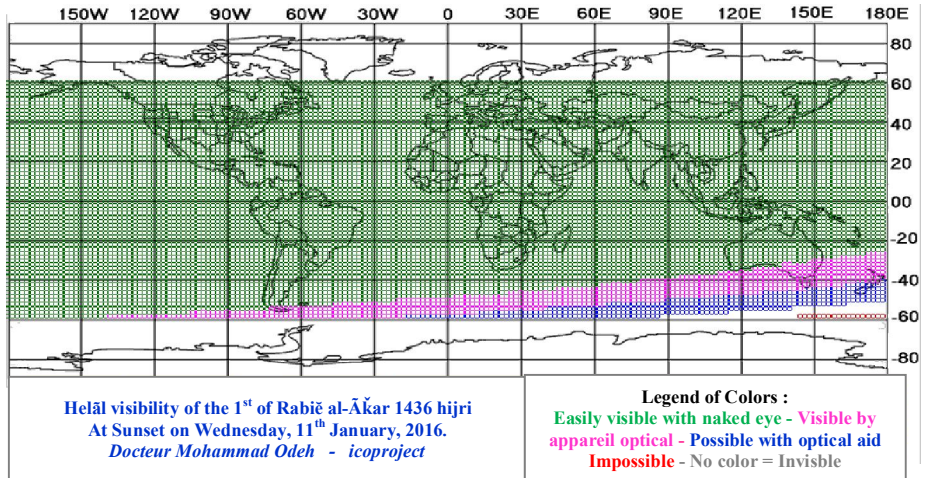 150W 120W 90W 60W 30W 0 30E 60E 90E 120E 150E 180E
80
60
40
20
00
-20
-40
-60
-80
Helāl visibility of the 1st of Rabiĕ al-ÃǨar 1436 hijri
At Sunset on Wednesday, 11th January, 2016.
Docteur Mohammad Odeh - icoproject
Legend of Colors :
Easily visible with naked eye - Visible by
appareil optical - Possible with optical aid
Impossible - No color = Invisble